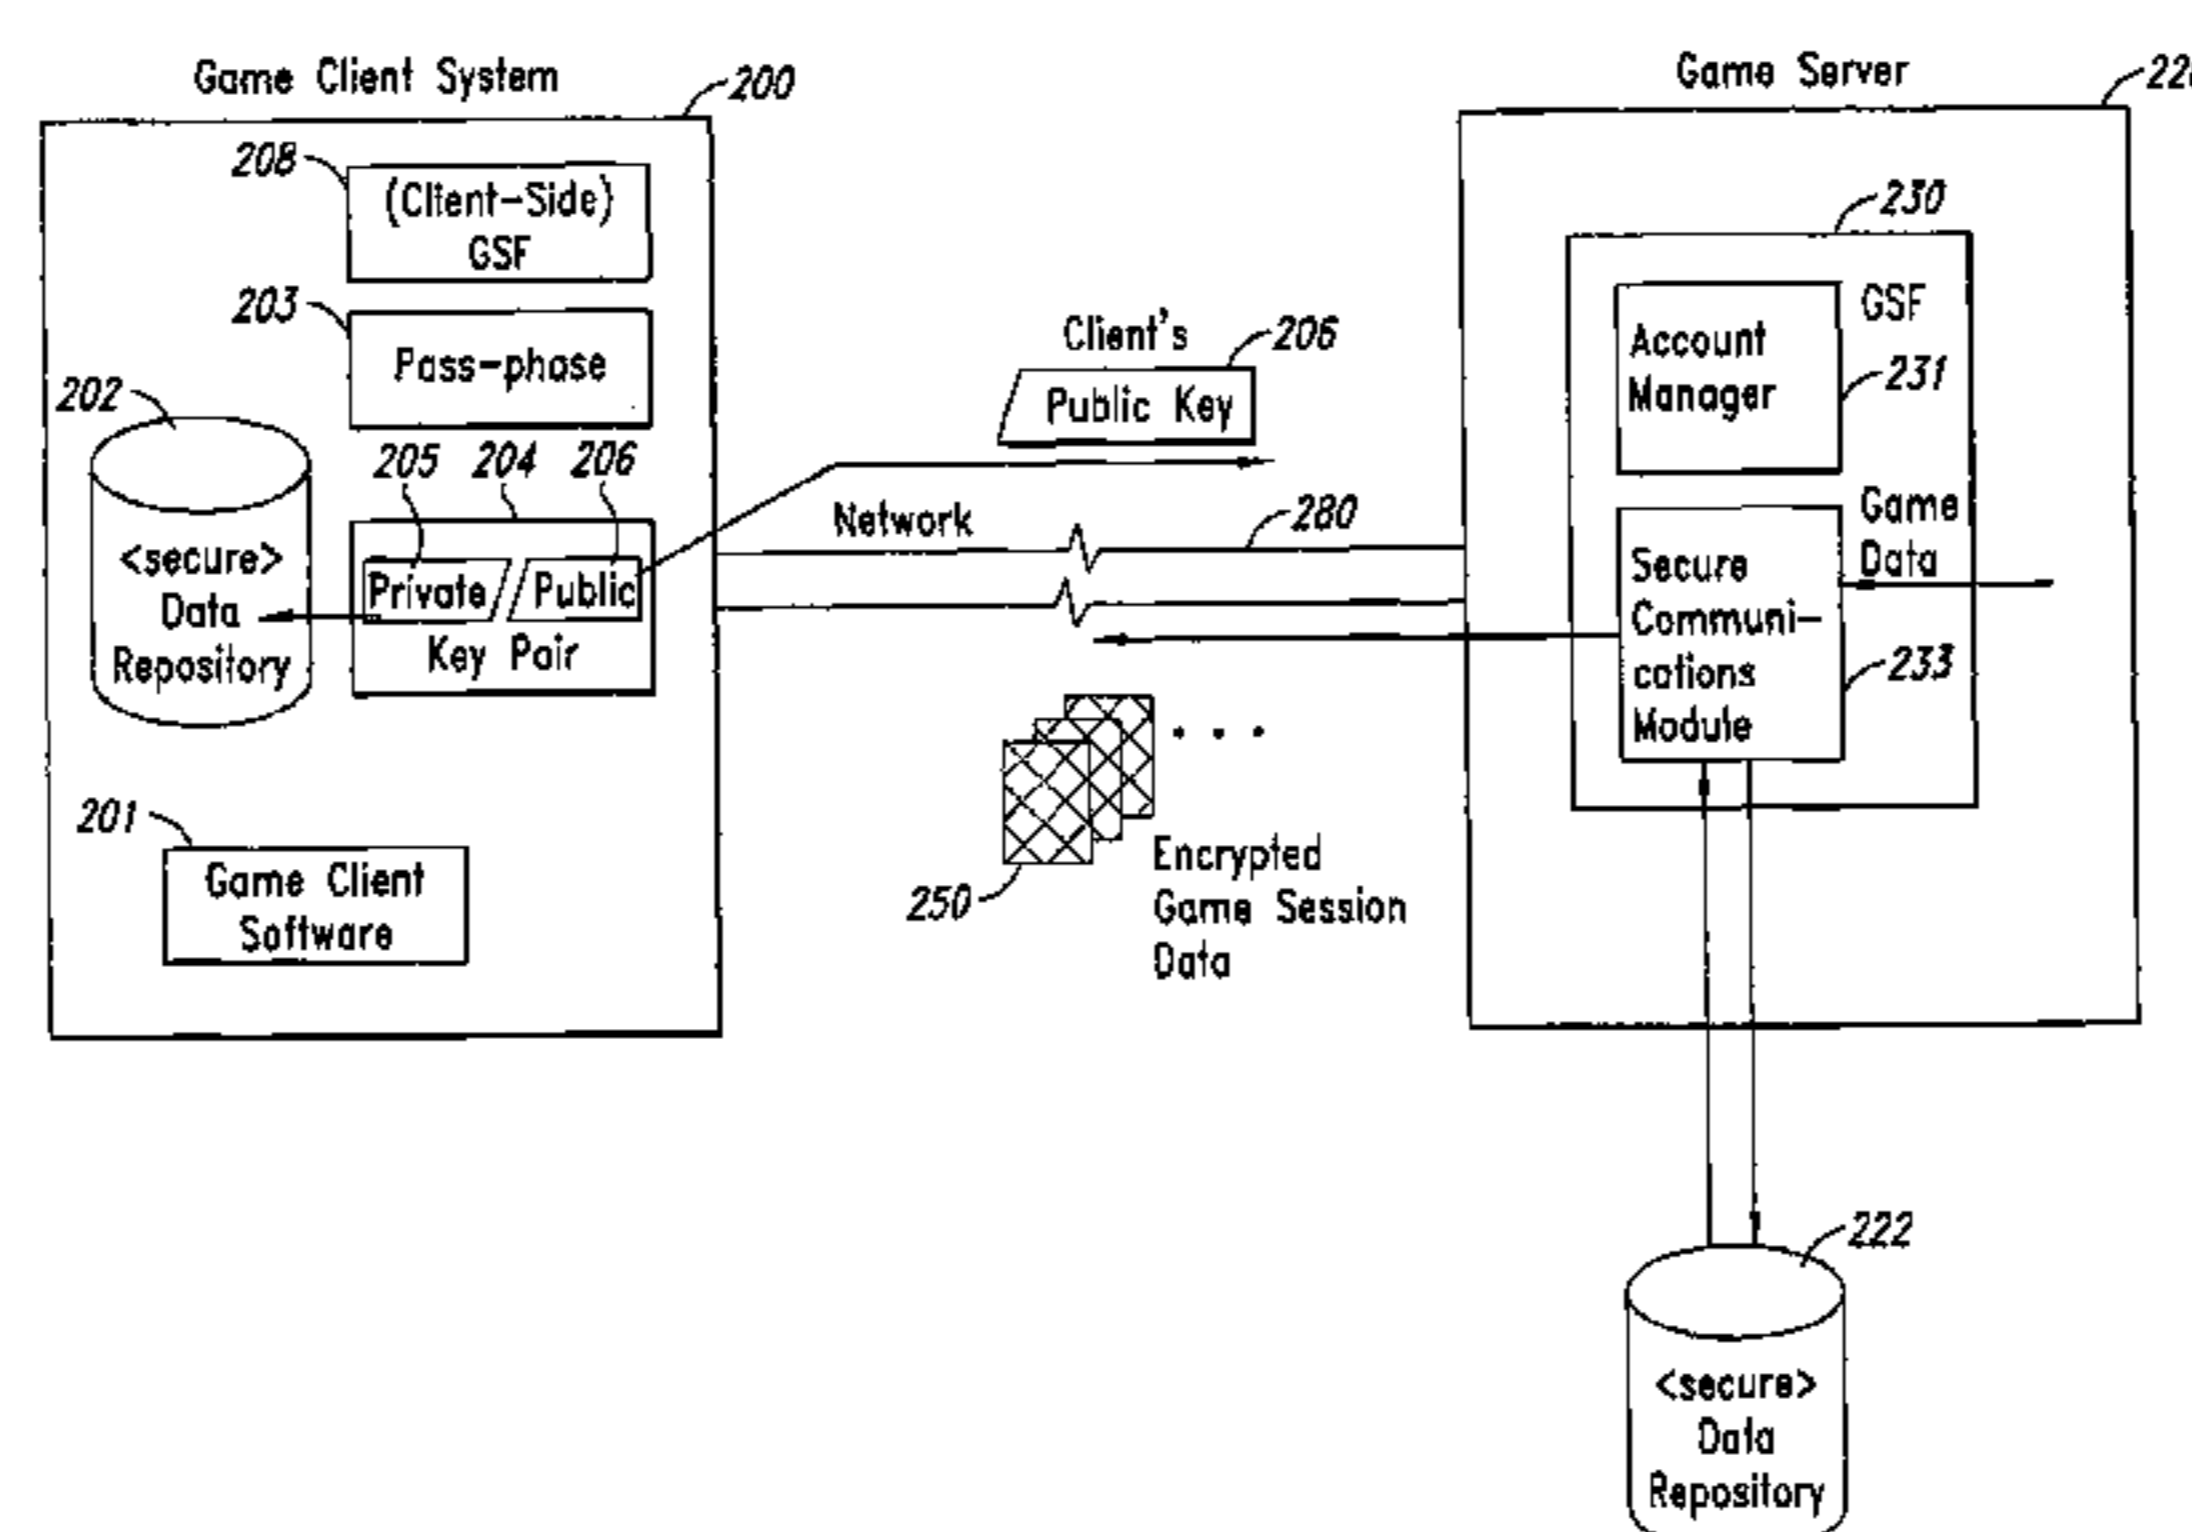 Game Client System
200
208
(Client-Side)
GSF
203
Pass-phase
202
205 204 206
<secure>
Data
Repository
Private
Public
Key Pair
201
Game Client
Software
Client's
206
Public Key
Network
280
250
Encrypted
Game Session
Data
Game Server
230
GSF
Account
Manager
231
Game
Data
Secure
Communi-
cations
Module
233
222
<secure>
Data
Repository